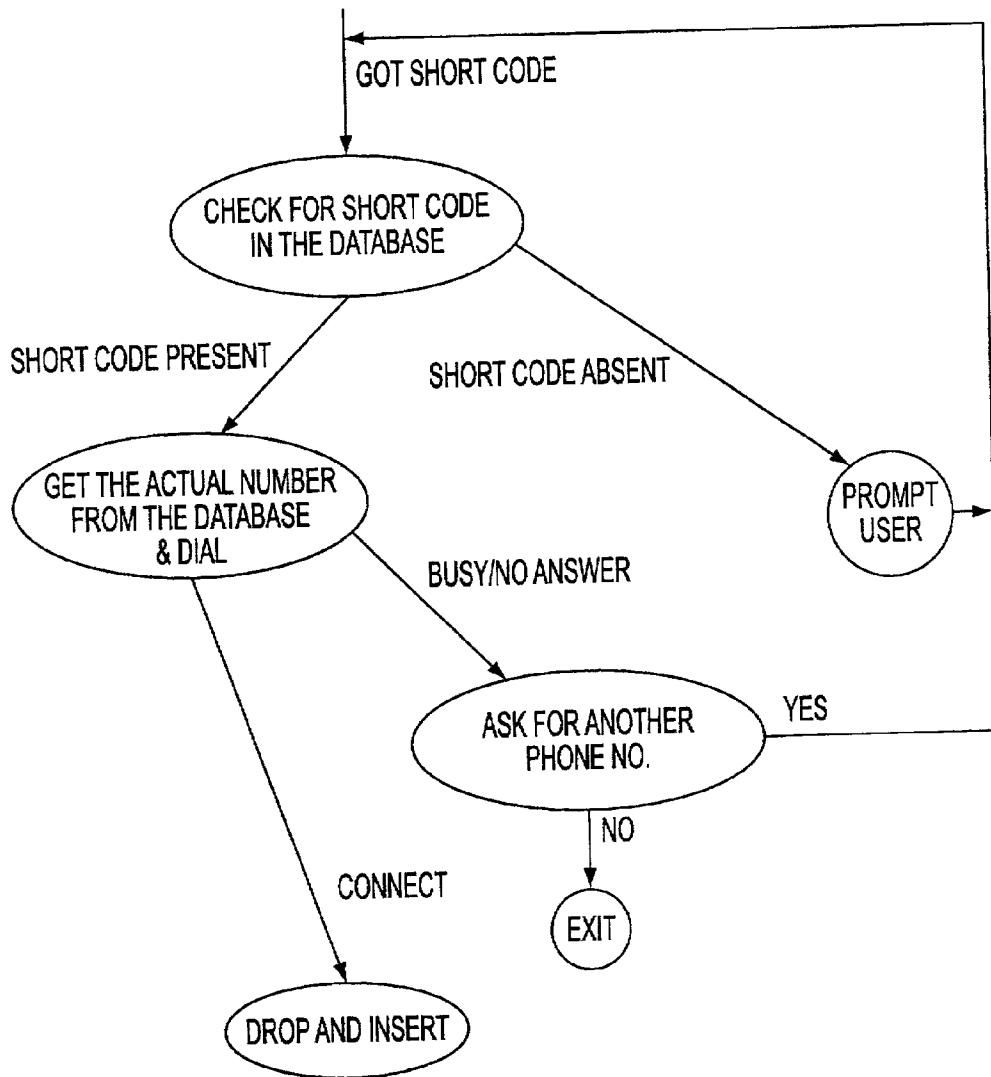 GOT SHORT CODE
CHECK FOR SHORT CODE
IN THE DATABASE
SHORT CODE PRESENT
SHORT CODE ABSENT
GET THE ACTUAL NUMBER
FROM THE DATABASE
& DIAL
PROMPT
USER
BUSY/NO ANSWER
ASK FOR ANOTHER
PHONE NO.
YES
NO
CONNECT
EXIT
DROP AND INSERT